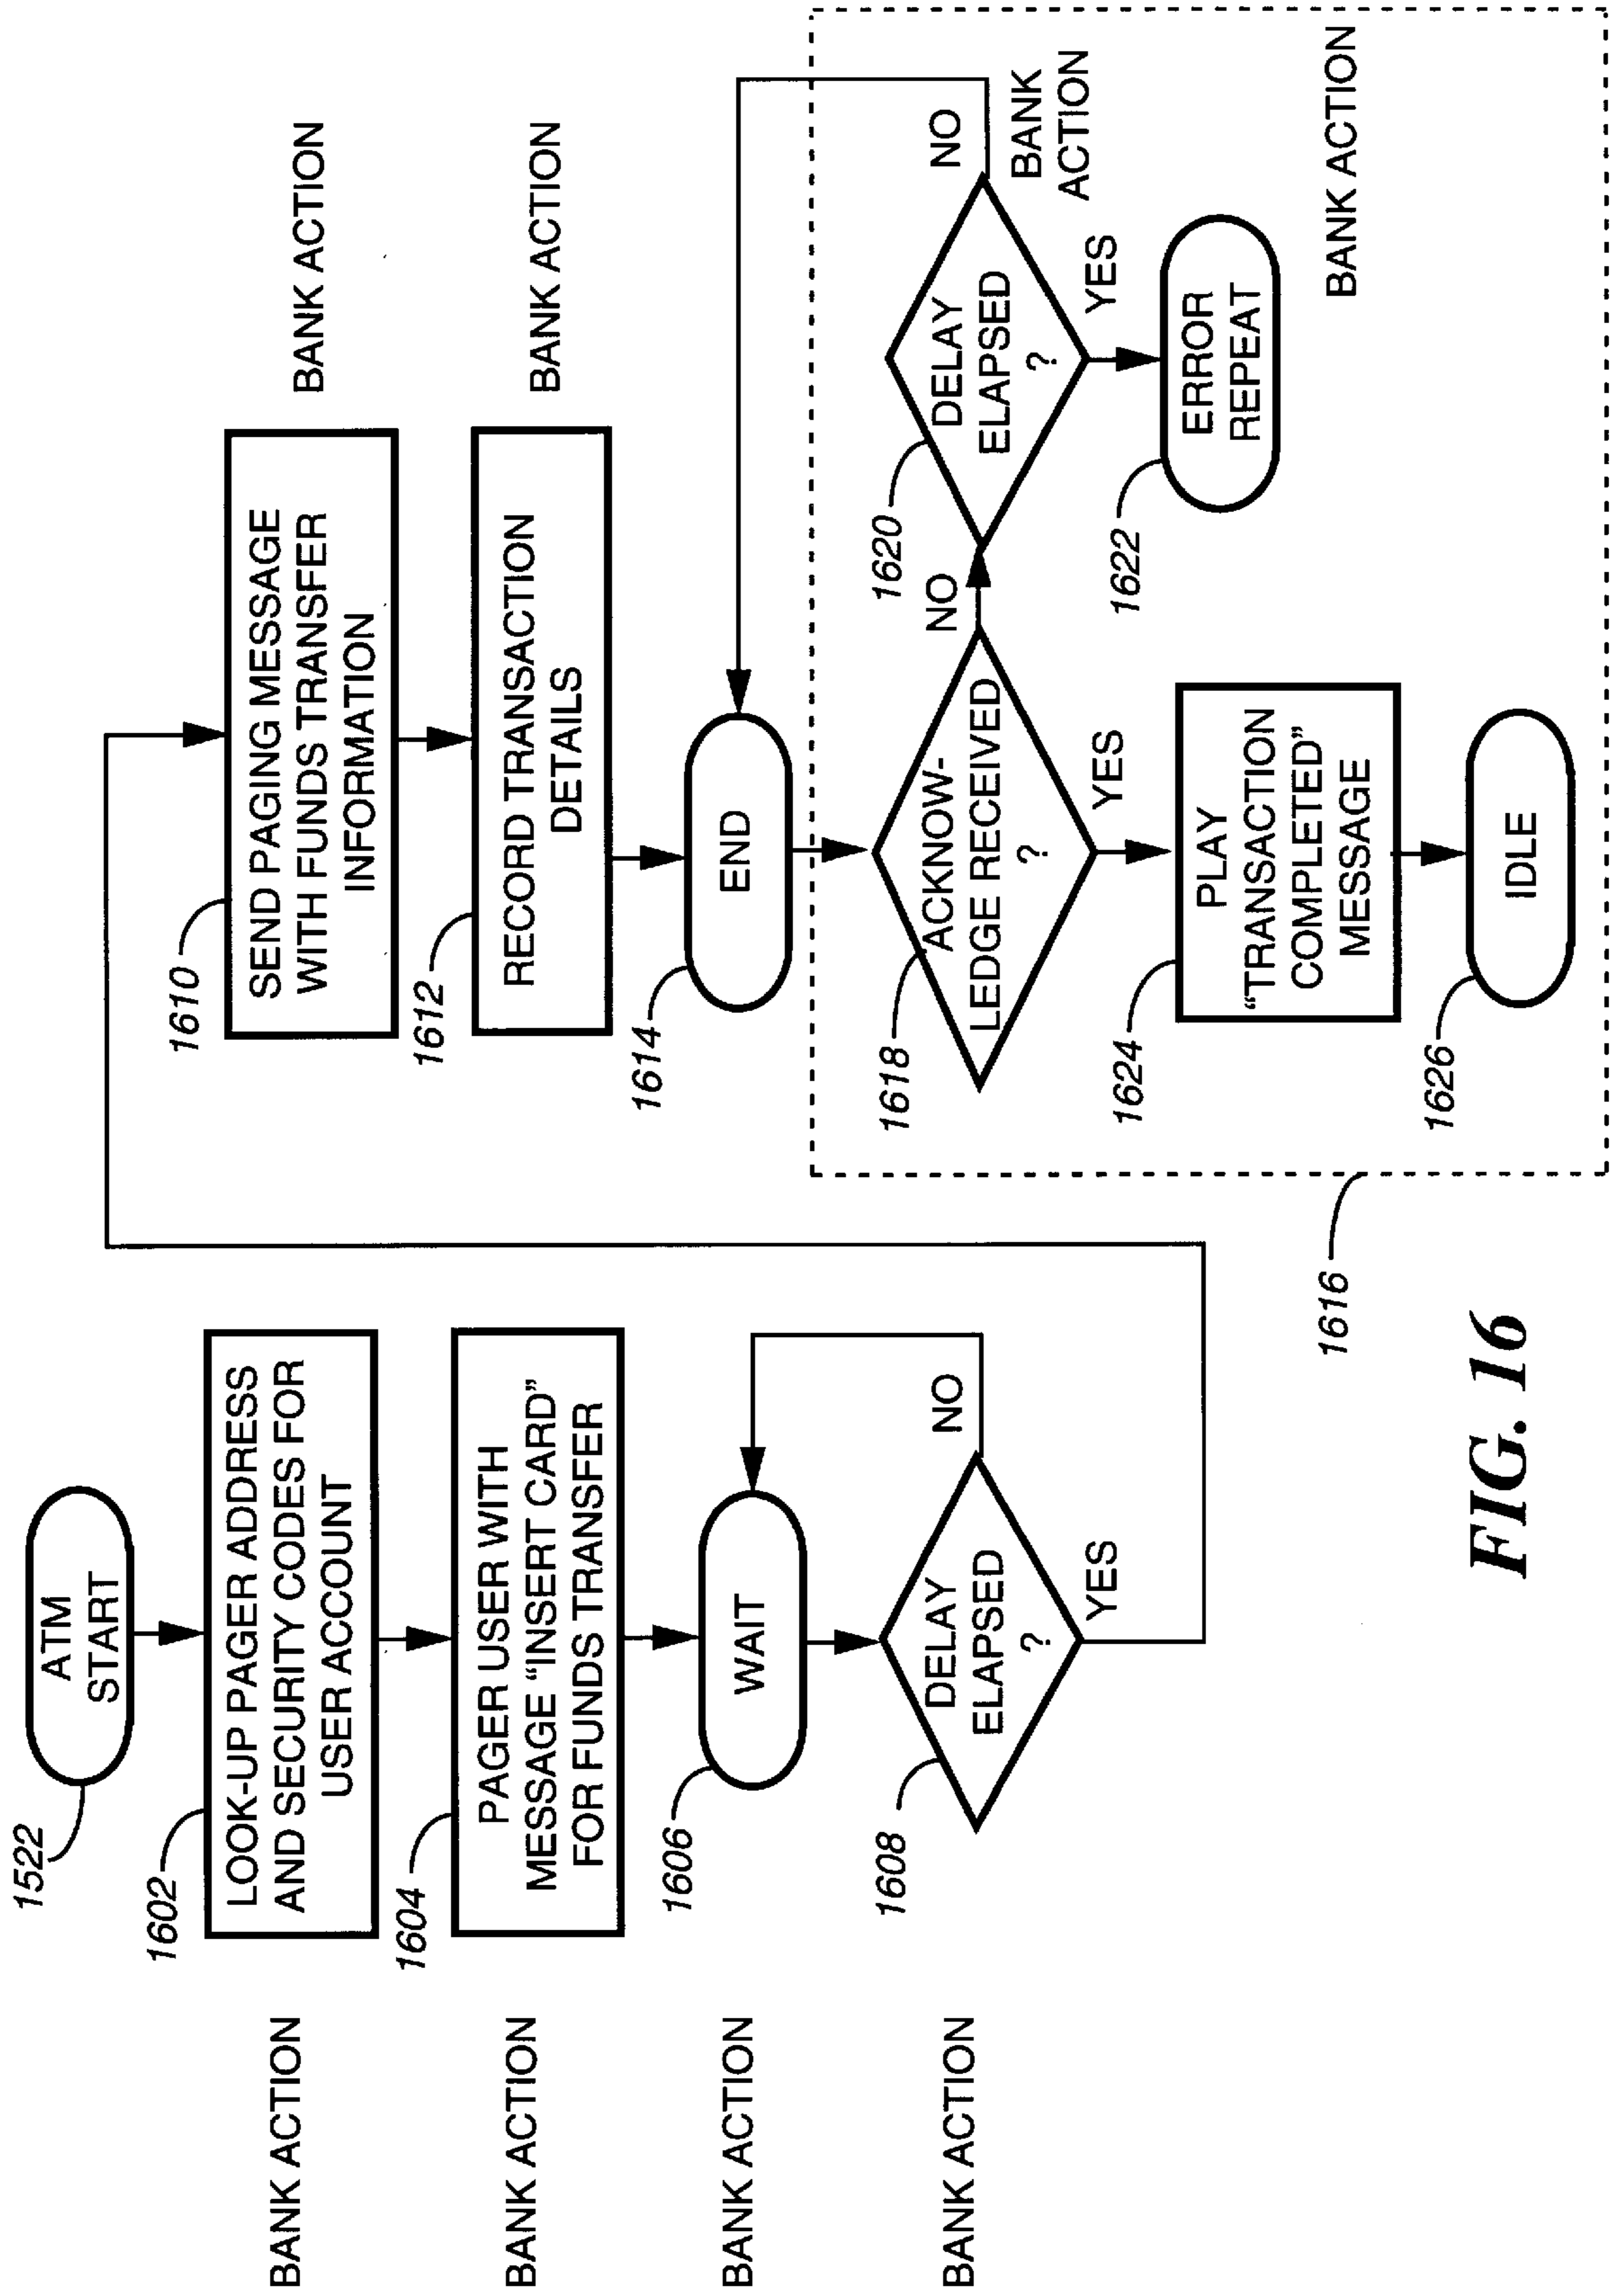 1522
ATM
START
BANK ACTION
1602
LOOK-UP PAGER ADDRESS
AND SECURITY CODES FOR
USER ACCOUNT
BANK ACTION
1604
PAGER USER WITH
MESSAGE “INSERT CARD”
FOR FUNDS TRANSFER
BANK ACTION
1606
WAIT
BANK ACTION
1608
DELAY
ELAPSED
?
NO
YES
1610
SEND PAGING MESSAGE
WITH FUNDS TRANSFER
INFORMATION
BANK ACTION
1612
RECORD TRANSACTION
DETAILS
BANK ACTION
1614
END
1618
ACKNOW-
LEDGE RECEIVED
?
NO
YES
1620
DELAY
ELAPSED
?
NO
BANK
ACTION
YES
1622
ERROR
REPEAT
1624
PLAY
“TRANSACTION
COMPLETED”
MESSAGE
BANK ACTION
1626
IDLE
1616
FIG. 16